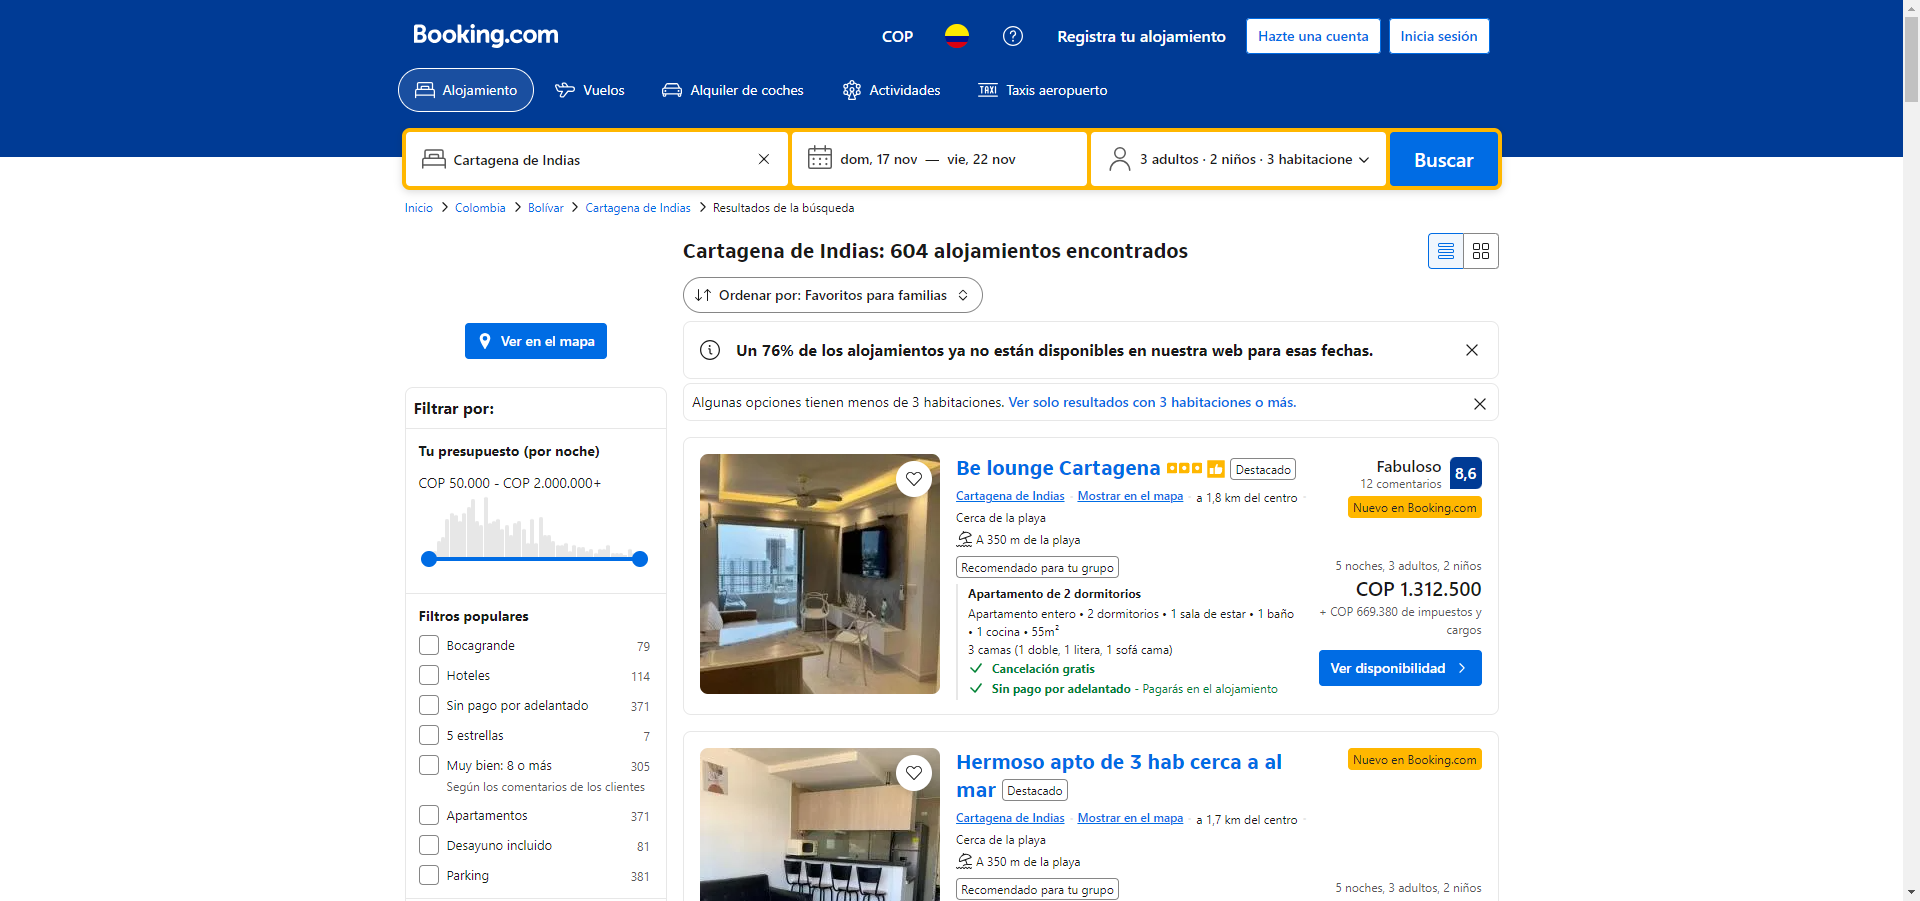 Booking.com
COP
Registra tu alojamiento
Hazte una cuenta
Inicia sesión
Alojamiento
Vuelos
Alquiler de coches
Actividades
TAXI
Taxis aeropuerto
Cartagena de Indias
dom, 17 nov — vie, 22 nov
3 adultos · 2 niños · 3 habitacione
Buscar
Inicio > Colombia > Bolívar > Cartagena de Indias > Resultados de la búsqueda
Cartagena de Indias: 604 alojamientos encontrados
Ordenar por: Favoritos para familias
Ver en el mapa
Un 76% de los alojamientos ya no están disponibles en nuestra web para esas fechas.
Algunas opciones tienen menos de 3 habitaciones. Ver solo resultados con 3 habitaciones o más.
Filtrar por:
Tu presupuesto (por noche)
COP 50.000 - COP 2.000.000+
Filtros populares
Bocagrande 79
Hoteles 114
Sin pago por adelantado 371
5 estrellas 7
Muy bien: 8 o más 305
Según los comentarios de los clientes
Apartamentos 371
Desayuno incluido 81
Parking 381
Be lounge Cartagena
Destacado
Cartagena de Indias · Mostrar en el mapa · a 1,8 km del centro ·
Cerca de la playa
A 350 m de la playa
Recomendado para tu grupo
Apartamento de 2 dormitorios
Apartamento entero • 2 dormitorios • 1 sala de estar • 1 baño
• 1 cocina • 55m²
3 camas (1 doble, 1 litera, 1 sofá cama)
Cancelación gratis
Sin pago por adelantado - Pagarás en el alojamiento
Fabuloso
12 comentarios
8,6
Nuevo en Booking.com
5 noches, 3 adultos, 2 niños
COP 1.312.500
+ COP 669.380 de impuestos y
cargos
Ver disponibilidad
Hermoso apto de 3 hab cerca a al
mar
Destacado
Cartagena de Indias · Mostrar en el mapa · a 1,7 km del centro ·
Cerca de la playa
A 350 m de la playa
Recomendado para tu grupo
Nuevo en Booking.com
5 noches, 3 adultos, 2 niños